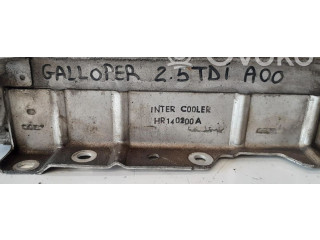 GALLOPER 2.5TDI A00
INTER COOLER
HR140200A